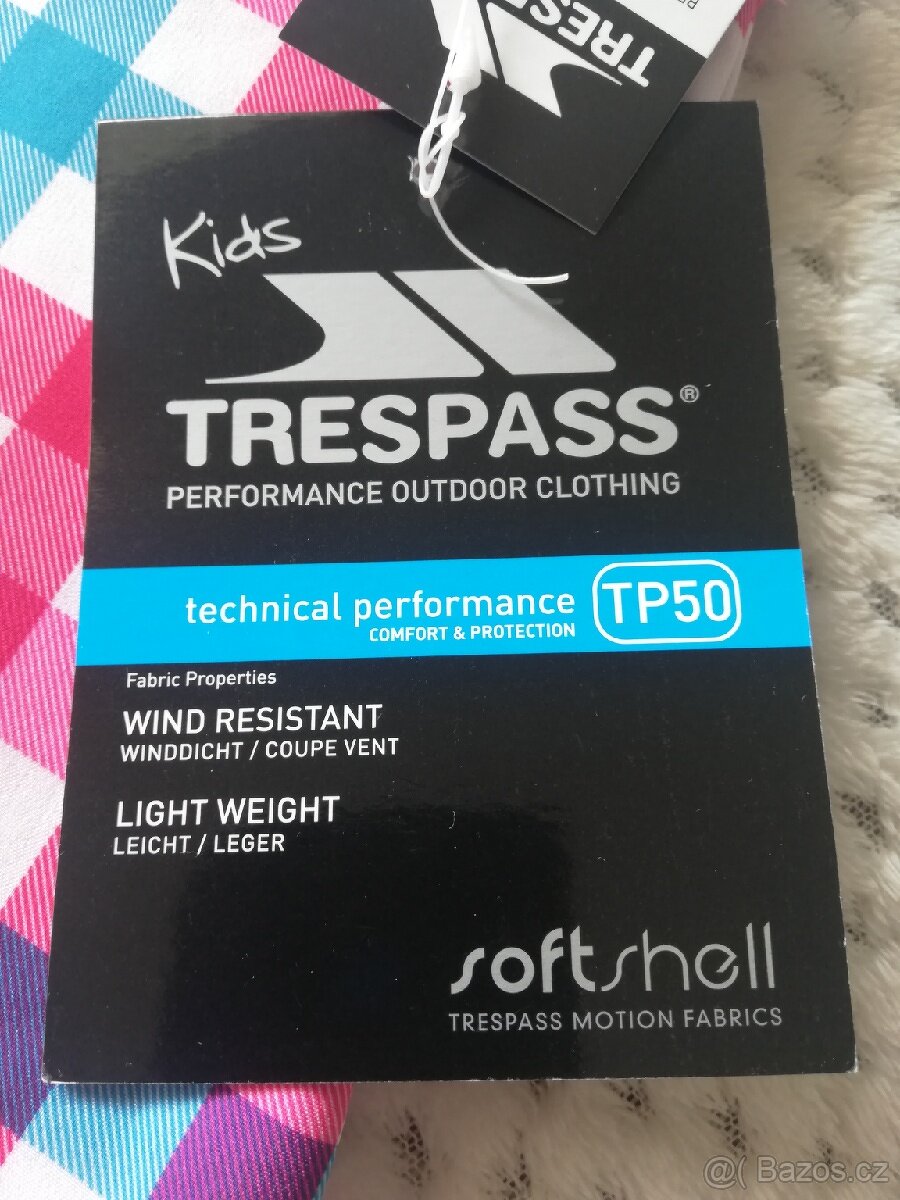 TRESP
Kids
TRESPASS®
PERFORMANCE OUTDOOR CLOTHING
technical performance TP50
COMFORT & PROTECTION
Fabric Properties
WIND RESISTANT
WINDDICHT / COUPE VENT
LIGHT WEIGHT
LEICHT / LEGER
softshell
TRESPASS MOTION FABRICS
@( Bazos.cz